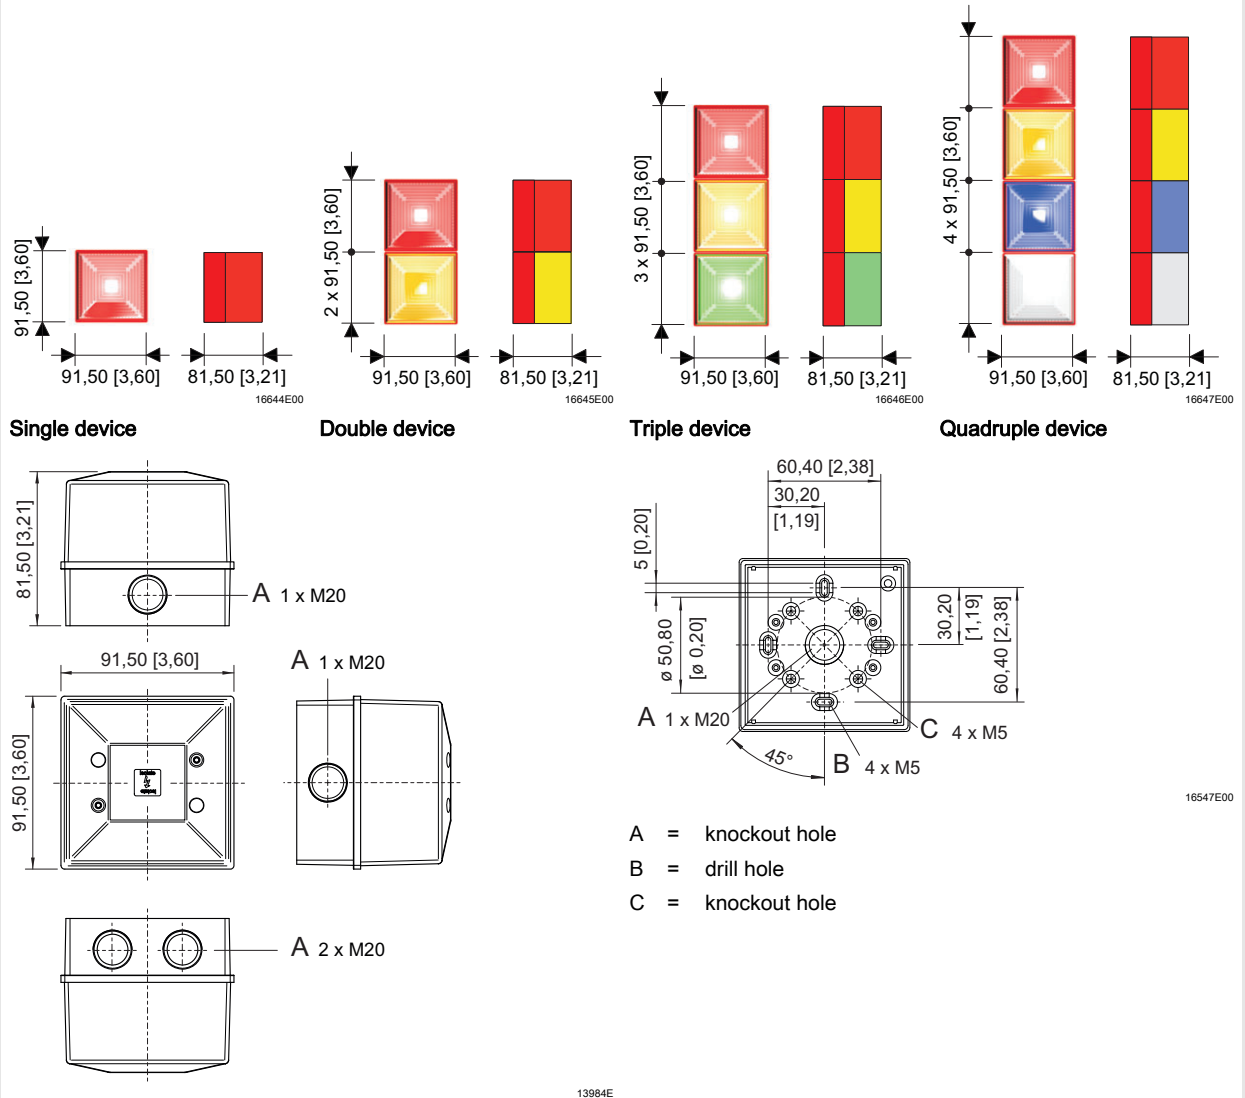 91,50 [3,60]
91,50 [3,60]
81,50 [3,21]
16644E00
Single device
2 x 91,50 [3,60]
91,50 [3,60]
81,50 [3,21]
16645E00
Double device
3 x 91,50 [3,60]
91,50 [3,60]
81,50 [3,21]
16646E00
Triple device
4 x 91,50 [3,60]
91,50 [3,60]
81,50 [3,21]
16647E00
Quadruple device
81,50 [3,21]
A 1 x M20
91,50 [3,60]
91,50 [3,60]
A 1 x M20
A 2 x M20
13984E
60,40 [2,38]
30,20
[1,19]
5 [0,20]
ø 50,80
[ø 0,20]
30,20
[1,19]
60,40 [2,38]
A 1 x M20
45°
B 4 x M5
C 4 x M5
16547E00
A = knockout hole
B = drill hole
C = knockout hole